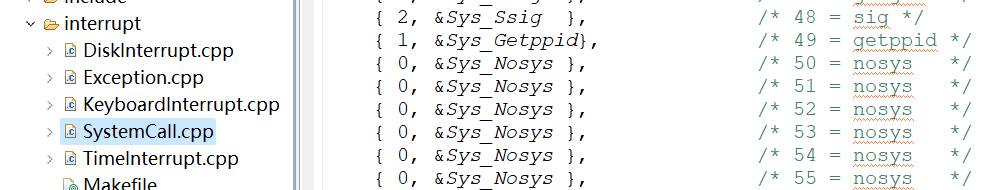 interrupt
DiskInterrupt.cpp
Exception.cpp
KeyboardInterrupt.cpp
SystemCall.cpp
TimeInterrupt.cpp
Makefile
{ 2, &Sys_Ssig }, /* 48 = sig */
{ 1, &Sys_Getppid}, /* 49 = getppid */
{ 0, &Sys_Nosys }, /* 50 = nosys */
{ 0, &Sys_Nosys }, /* 51 = nosys */
{ 0, &Sys_Nosys }, /* 52 = nosys */
{ 0, &Sys_Nosys }, /* 53 = nosys */
{ 0, &Sys_Nosys }, /* 54 = nosys */
{ 0, &Sys_Nosys }, /* 55 = nosys */